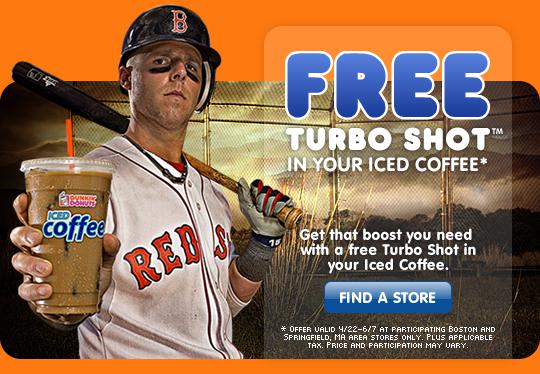 B
FREE
TURBO SHOT™
IN YOUR ICED COFFEE*
DUNKIN'
DONUTS
ICED
coffee
RED S
Get that boost you need
with a free Turbo Shot in
your Iced Coffee.
FIND A STORE
* OFFER VALID 4/22-6/7 AT PARTICIPATING BOSTON AND
SPRINGFIELD, MA AREA STORES ONLY. PLUS APPLICABLE
TAX. PRICE AND PARTICIPATION MAY VARY.